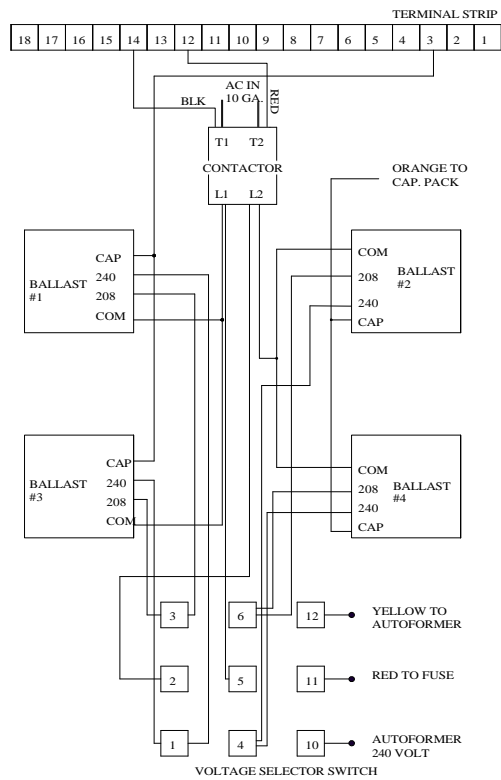 TERMINAL STRIP
18 17 16 15 14 13 12 11 10 9 8 7 6 5 4 3 2 1
AC IN
10 GA.
BLK
RED
T1 T2
CONTACTOR
L1 L2
ORANGE TO
CAP. PACK
BALLAST
#1
CAP
240
208
COM
COM
208
240
CAP
BALLAST
#2
BALLAST
#3
CAP
240
208
COM
COM
208
240
CAP
BALLAST
#4
3 6 12
YELLOW TO
AUTOFORMER
2 5 11
RED TO FUSE
1 4 10
AUTOFORMER
240 VOLT
VOLTAGE SELECTOR SWITCH